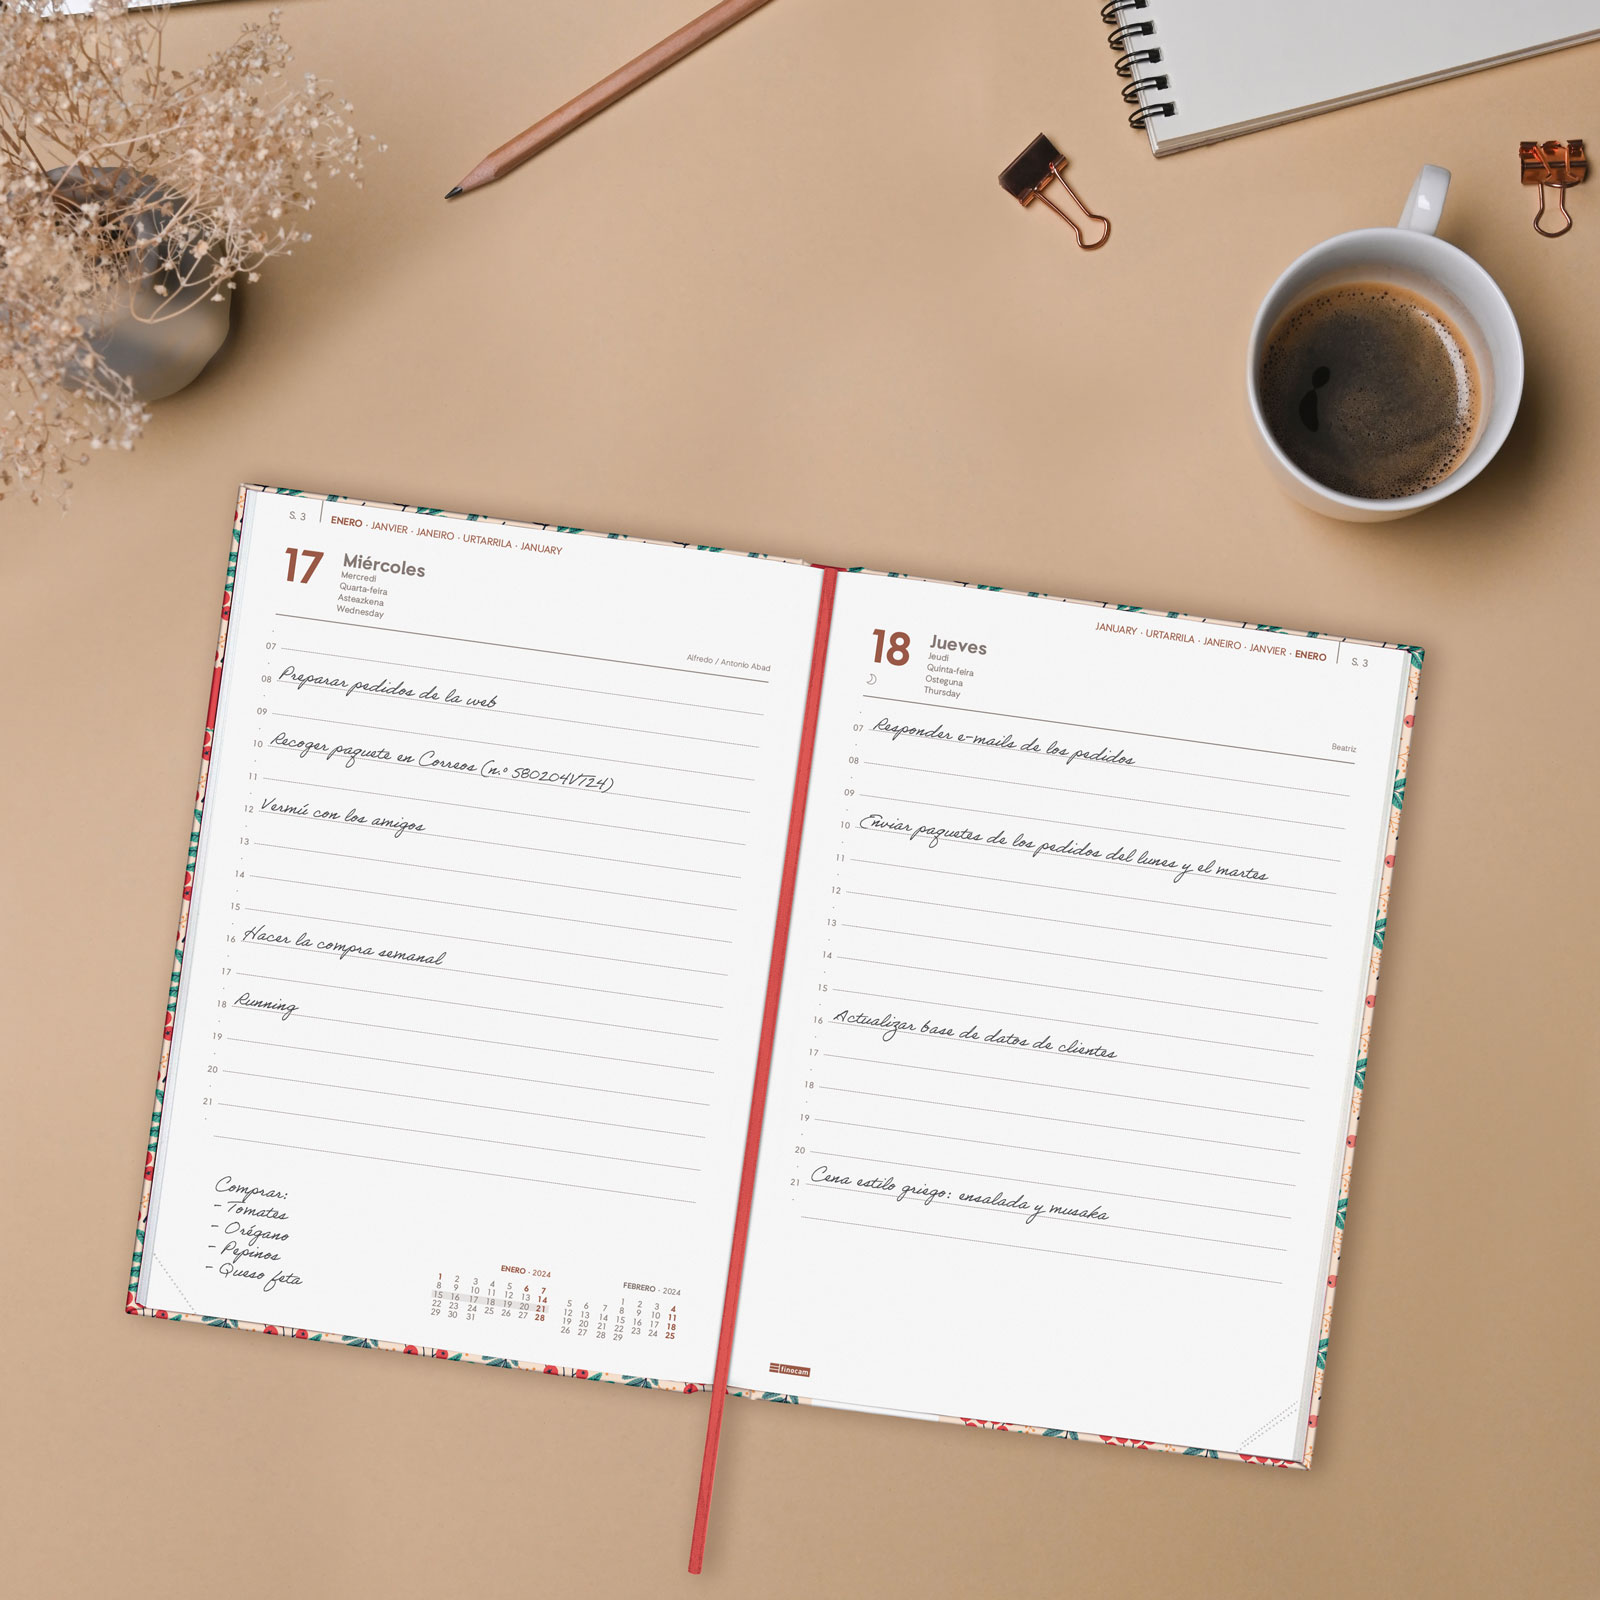 S. 3 ENERO · JANVIER · JANEIRO · URTARRILA · JANUARY
17 Miércoles
Mercredi
Quarta-feira
Asteazkena
Wednesday
Alfredo / Antonio Abad
07
08 Preparar pedidos de la web
09
10 Recoger paquete en Correos (n.º 580204VT24)
11
12 Vermú con los amigos
13
14
15
16 Hacer la compra semanal
17
18 Running
19
20
21
Comprar:
- Tomates
- Orégano
- Pepinos
- Queso feta
ENERO · 2024
1 2 3 4 5 6 7
8 9 10 11 12 13 14
15 16 17 18 19 20 21
22 23 24 25 26 27 28
29 30 31
FEBRERO · 2024
1 2 3 4
5 6 7 8 9 10 11
12 13 14 15 16 17 18
19 20 21 22 23 24 25
26 27 28 29
JANUARY · URTARRILA · JANEIRO · JANVIER · ENERO S. 3
18 Jueves
Jeudi
Quinta-feira
Osteguna
Thursday
Beatriz
07 Responder e-mails de los pedidos
08
09
10 Enviar paquetes de los pedidos del lunes y el martes
11
12
13
14
15
16 Actualizar base de datos de clientes
17
18
19
20
21 Cena estilo griego: ensalada y musaka
finocam